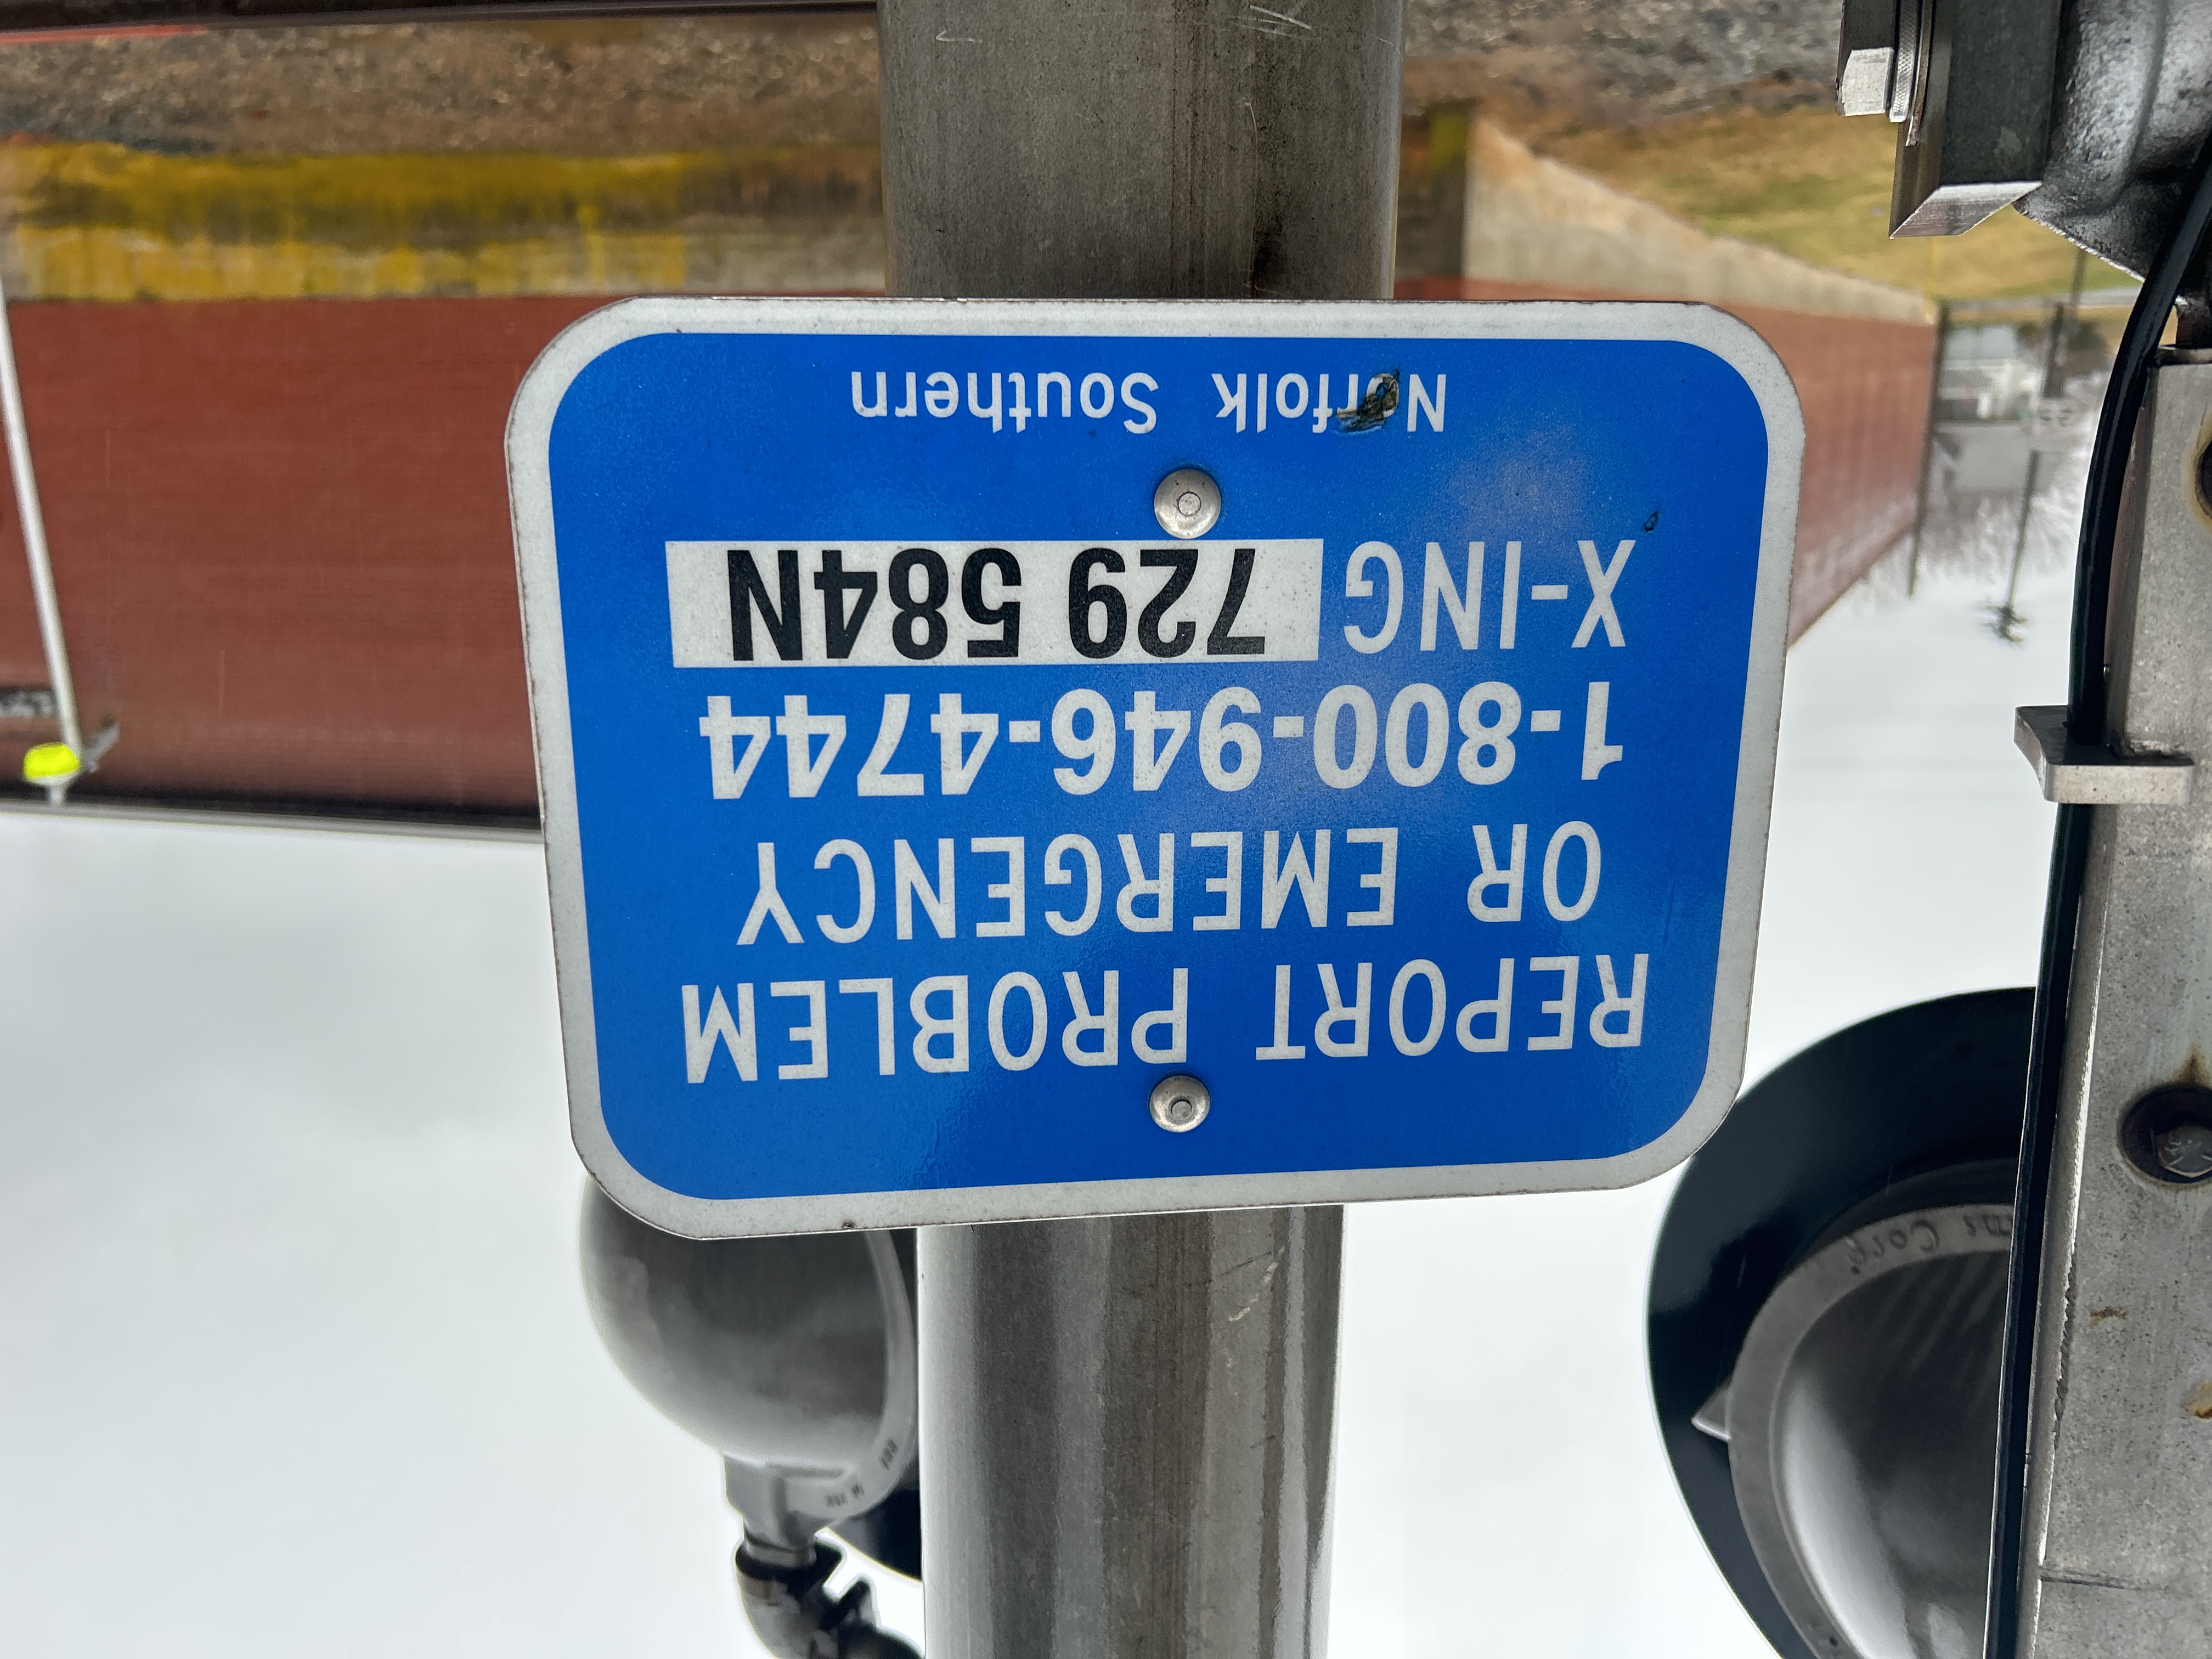 REPORT PROBLEM
OR EMERGENCY
1-800-946-4744
X-ING 729 584N
Norfolk Southern